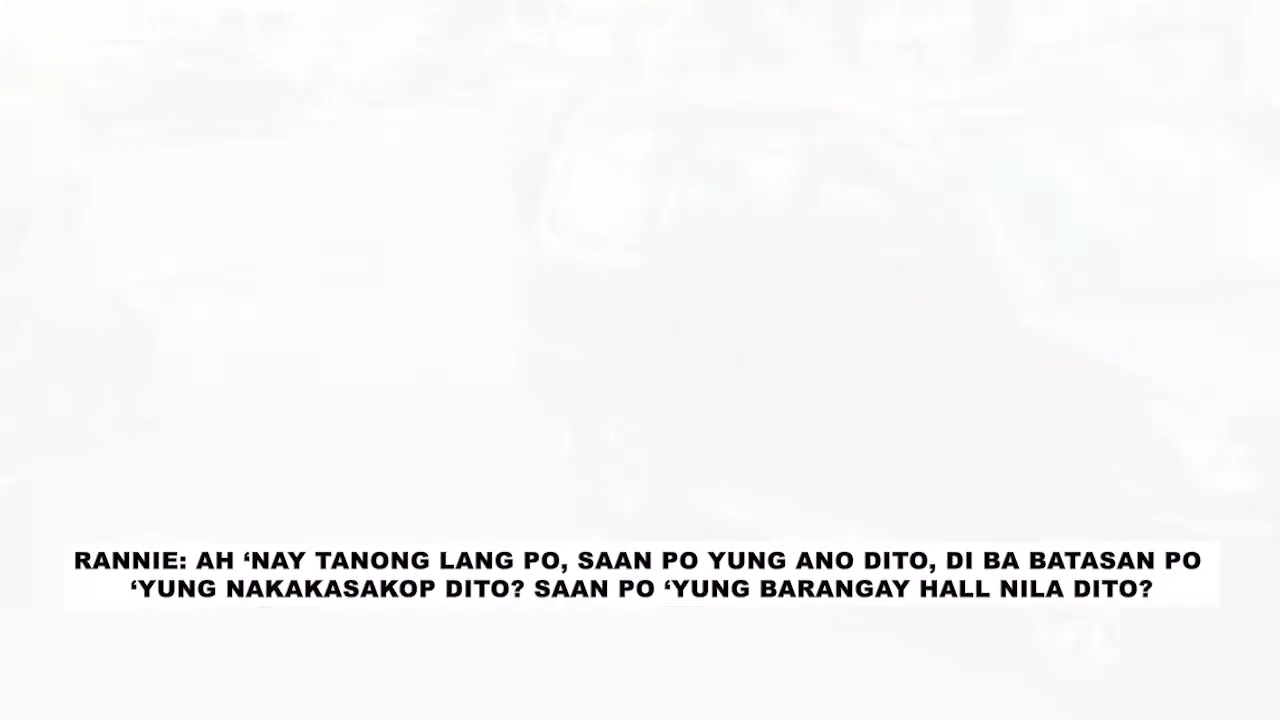 RANNIE: AH ‘NAY TANONG LANG PO, SAAN PO YUNG ANO DITO, DI BA BATASAN PO
‘YUNG NAKAKASAKOP DITO? SAAN PO ‘YUNG BARANGAY HALL NILA DITO?